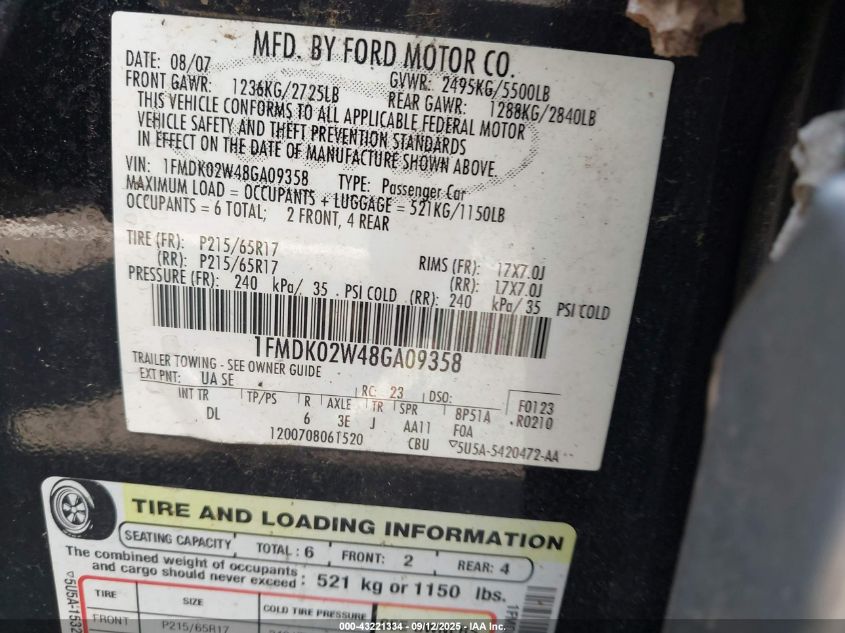 MFD. BY FORD MOTOR CO.
DATE: 08/07 GVWR: 2495KG/5500LB
FRONT GAWR: 1236KG/2725LB REAR GAWR: 1288KG/2840LB
THIS VEHICLE CONFORMS TO ALL APPLICABLE FEDERAL MOTOR
VEHICLE SAFETY AND THEFT PREVENTION STANDARDS
IN EFFECT ON THE DATE OF MANUFACTURE SHOWN ABOVE.
VIN: 1FMDK02W48GA09358 TYPE: Passenger Car
MAXIMUM LOAD = OCCUPANTS + LUGGAGE = 521KG/1150LB
OCCUPANTS = 6 TOTAL; 2 FRONT, 4 REAR
TIRE (FR): P215/65R17 RIMS (FR): 17X7.0J
(RR): P215/65R17 (RR): 17X7.0J
PRESSURE (FR): 240 kPa/ 35 PSI COLD (RR): 240 kPa/ 35 PSI COLD
1FMDK02W48GA09358
TRAILER TOWING - SEE OWNER GUIDE
EXT PNT: UA SE RC: 23 DSO: F0123
INT TR TP/PS R AXLE TR SPR BP51A .R0210
DL 6 3E J AA11 F0A
120070806T520 CBU 5U5A-5420472-AA
TIRE AND LOADING INFORMATION
SEATING CAPACITY TOTAL : 6 FRONT: 2 REAR: 4
The combined weight of occupants
and cargo should never exceed : 521 kg or 1150 lbs.
TIRE SIZE COLD TIRE PRESSURE
FRONT P215/65R17
000-43221334 - 09/12/2025 -